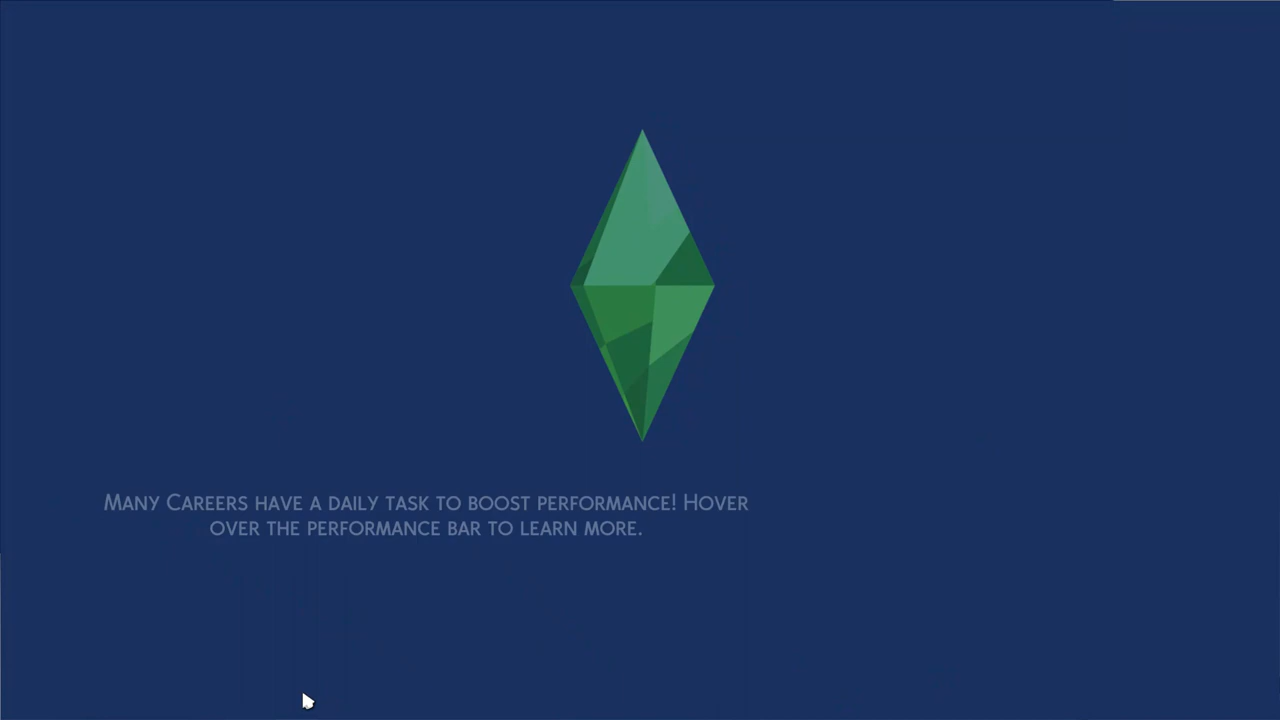 Many Careers have a daily task to boost performance! Hover
over the performance bar to learn more.